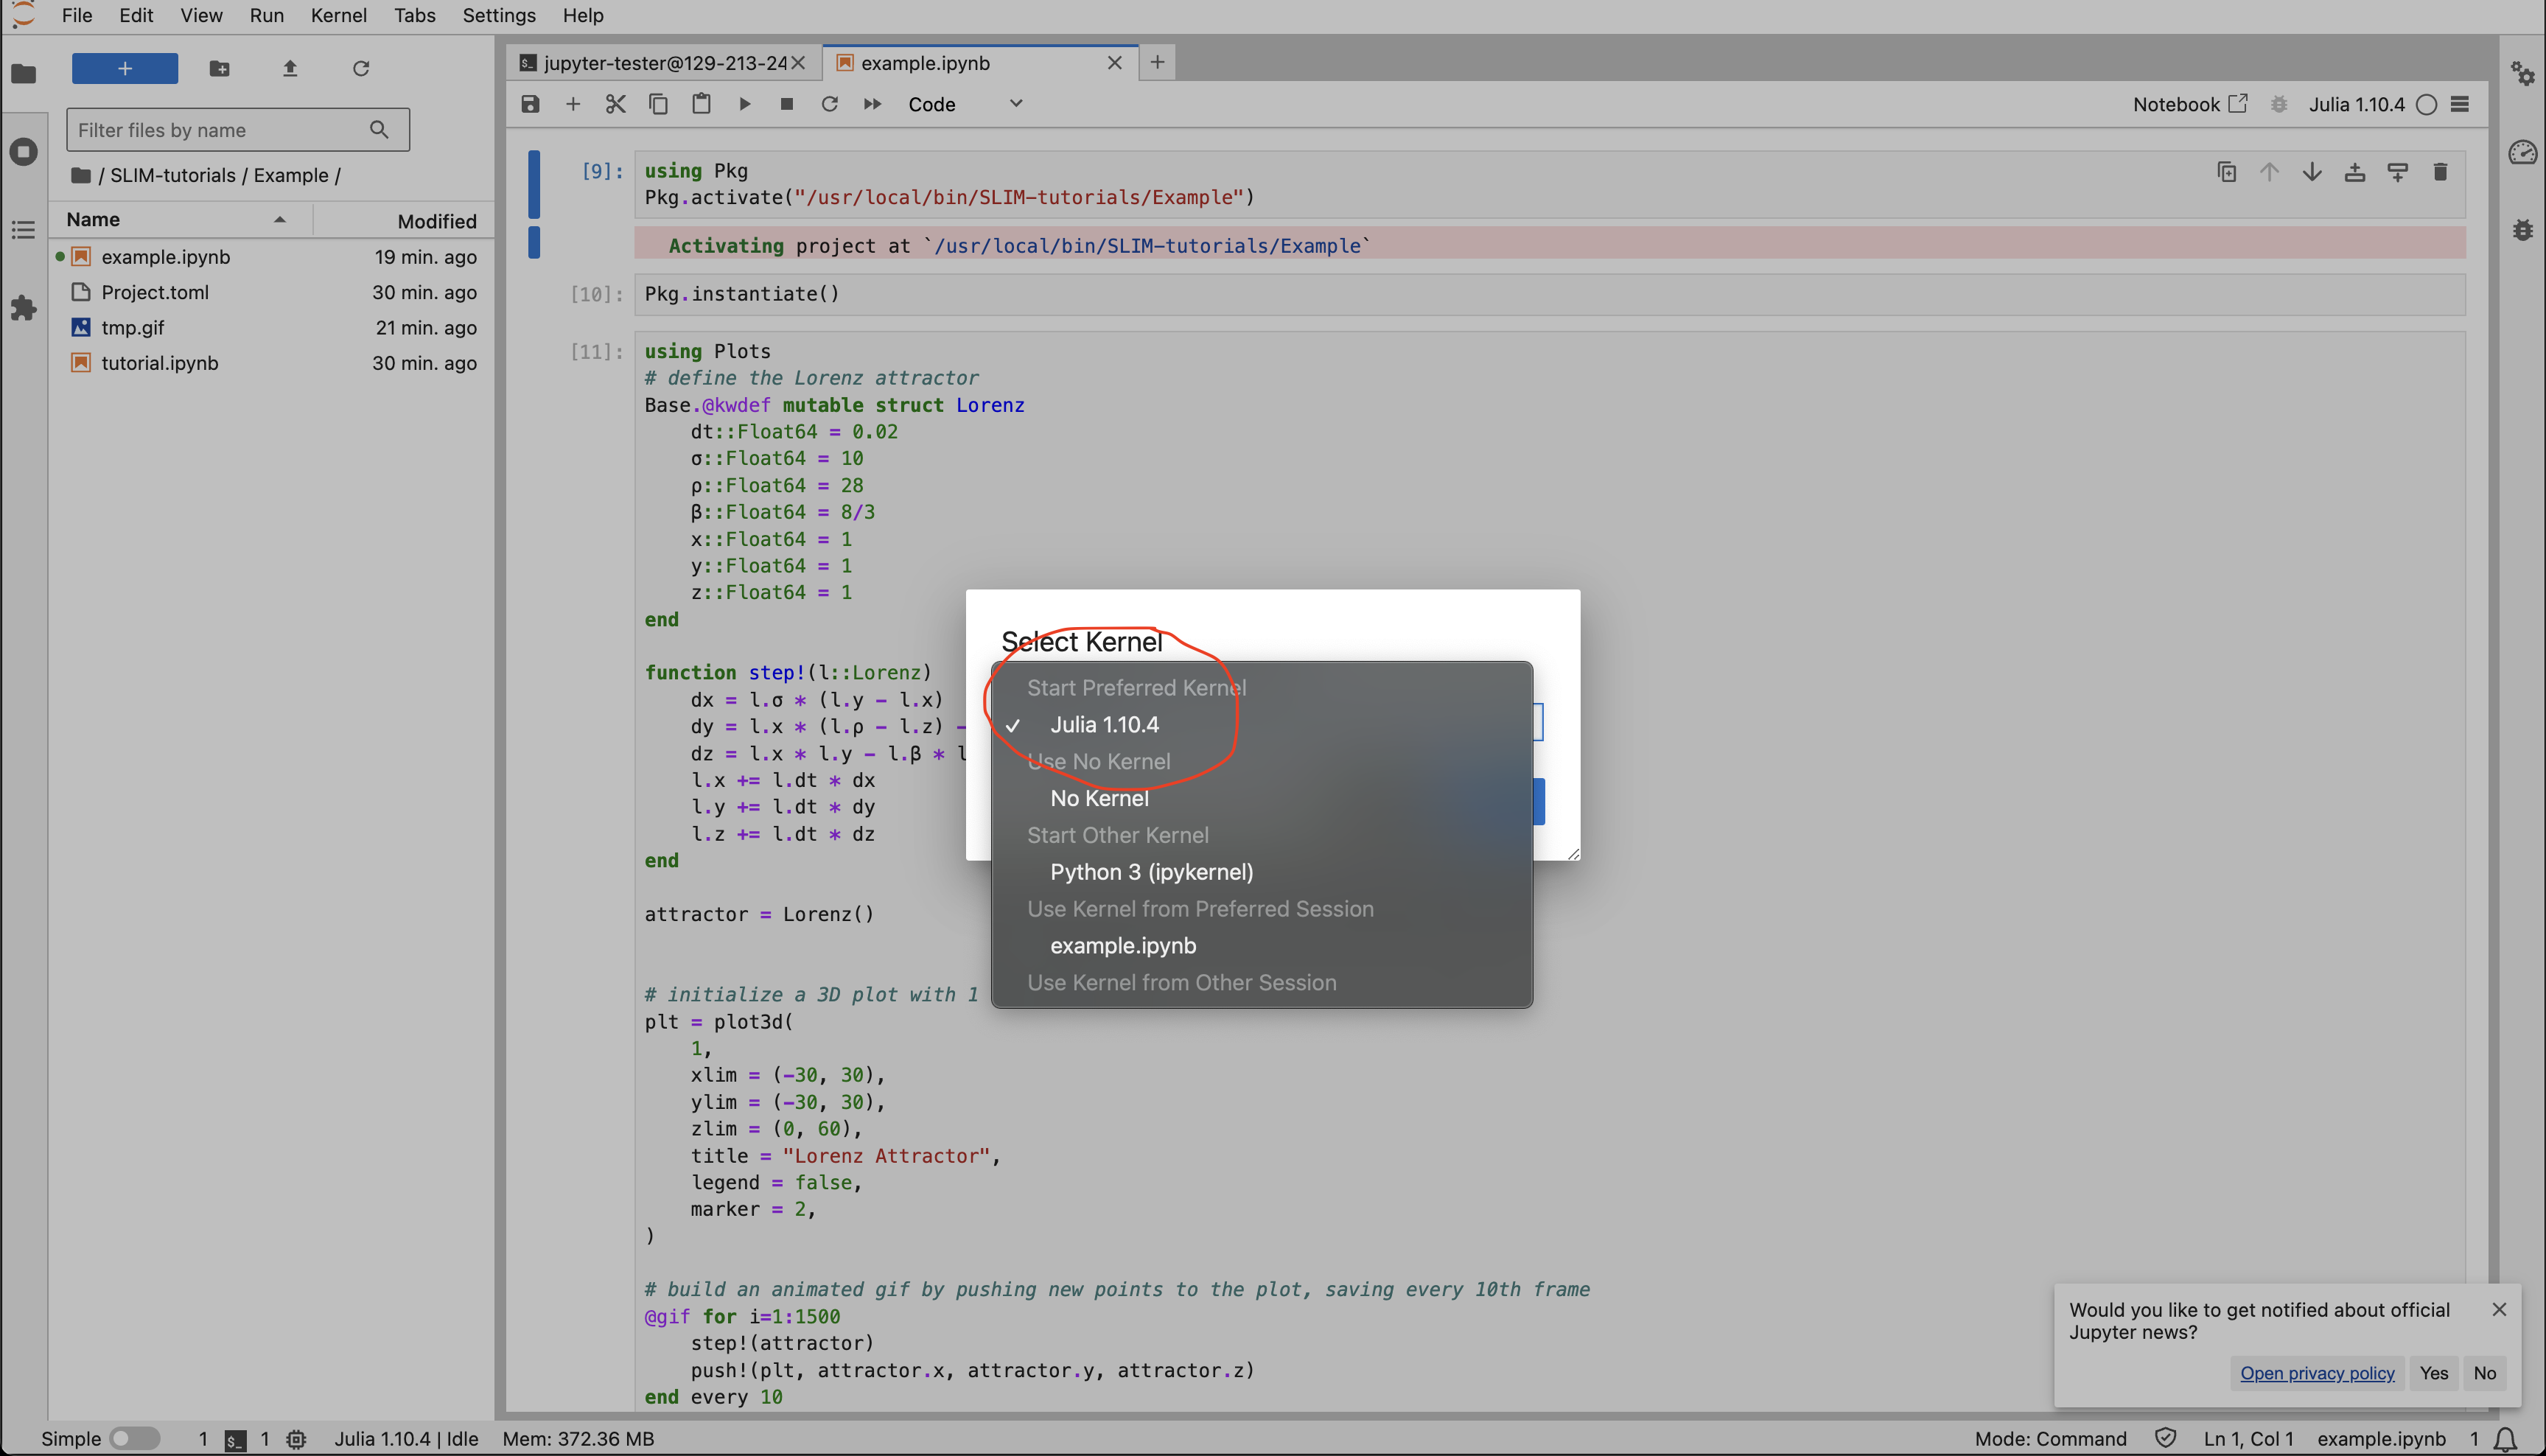 File Edit View Run Kernel Tabs Settings Help
Filter files by name
/ SLIM-tutorials / Example /
Name Modified
example.ipynb 19 min. ago
Project.toml 30 min. ago
tmp.gif 21 min. ago
tutorial.ipynb 30 min. ago
jupyter-tester@129-213-24 example.ipynb
Code Notebook Julia 1.10.4
[9]: using Pkg
Pkg.activate("/usr/local/bin/SLIM-tutorials/Example")
Activating project at `/usr/local/bin/SLIM-tutorials/Example`
[10]: Pkg.instantiate()
[11]: using Plots
# define the Lorenz attractor
Base.@kwdef mutable struct Lorenz
dt::Float64 = 0.02
σ::Float64 = 10
ρ::Float64 = 28
β::Float64 = 8/3
x::Float64 = 1
y::Float64 = 1
z::Float64 = 1
end
function step!(l::Lorenz)
dx = l.σ * (l.y - l.x)
dy = l.x * (l.ρ - l.z) -
dz = l.x * l.y - l.β * l
l.x += l.dt * dx
l.y += l.dt * dy
l.z += l.dt * dz
end
attractor = Lorenz()
# initialize a 3D plot with 1
plt = plot3d(
1,
xlim = (-30, 30),
ylim = (-30, 30),
zlim = (0, 60),
title = "Lorenz Attractor",
legend = false,
marker = 2,
)
# build an animated gif by pushing new points to the plot, saving every 10th frame
@gif for i=1:1500
step!(attractor)
push!(plt, attractor.x, attractor.y, attractor.z)
end every 10
Select Kernel
Start Preferred Kernel
✓ Julia 1.10.4
Use No Kernel
No Kernel
Start Other Kernel
Python 3 (ipykernel)
Use Kernel from Preferred Session
example.ipynb
Use Kernel from Other Session
Would you like to get notified about official
Jupyter news?
Open privacy policy Yes No
Simple 1 $_ 1 Julia 1.10.4 | Idle Mem: 372.36 MB Mode: Command Ln 1, Col 1 example.ipynb 1